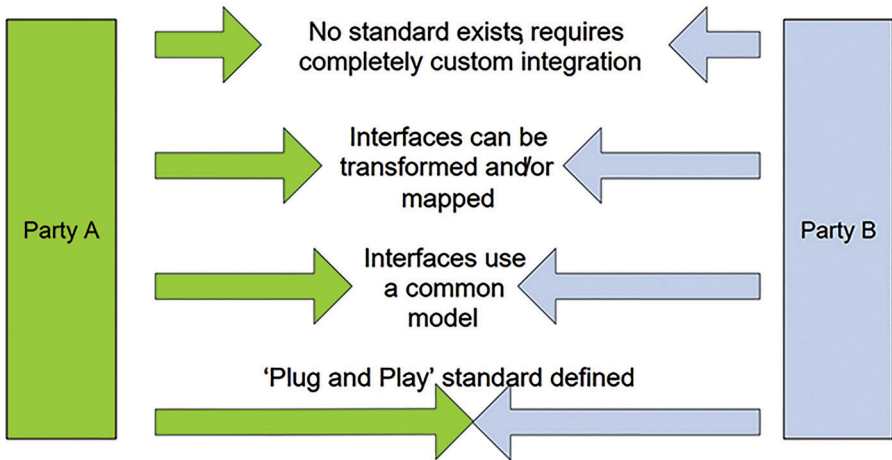 No standard exists, requires
completely custom integration
Interfaces can be
transformed and/or
mapped
Party A
Party B
Interfaces use
a common
model
'Plug and Play' standard defined